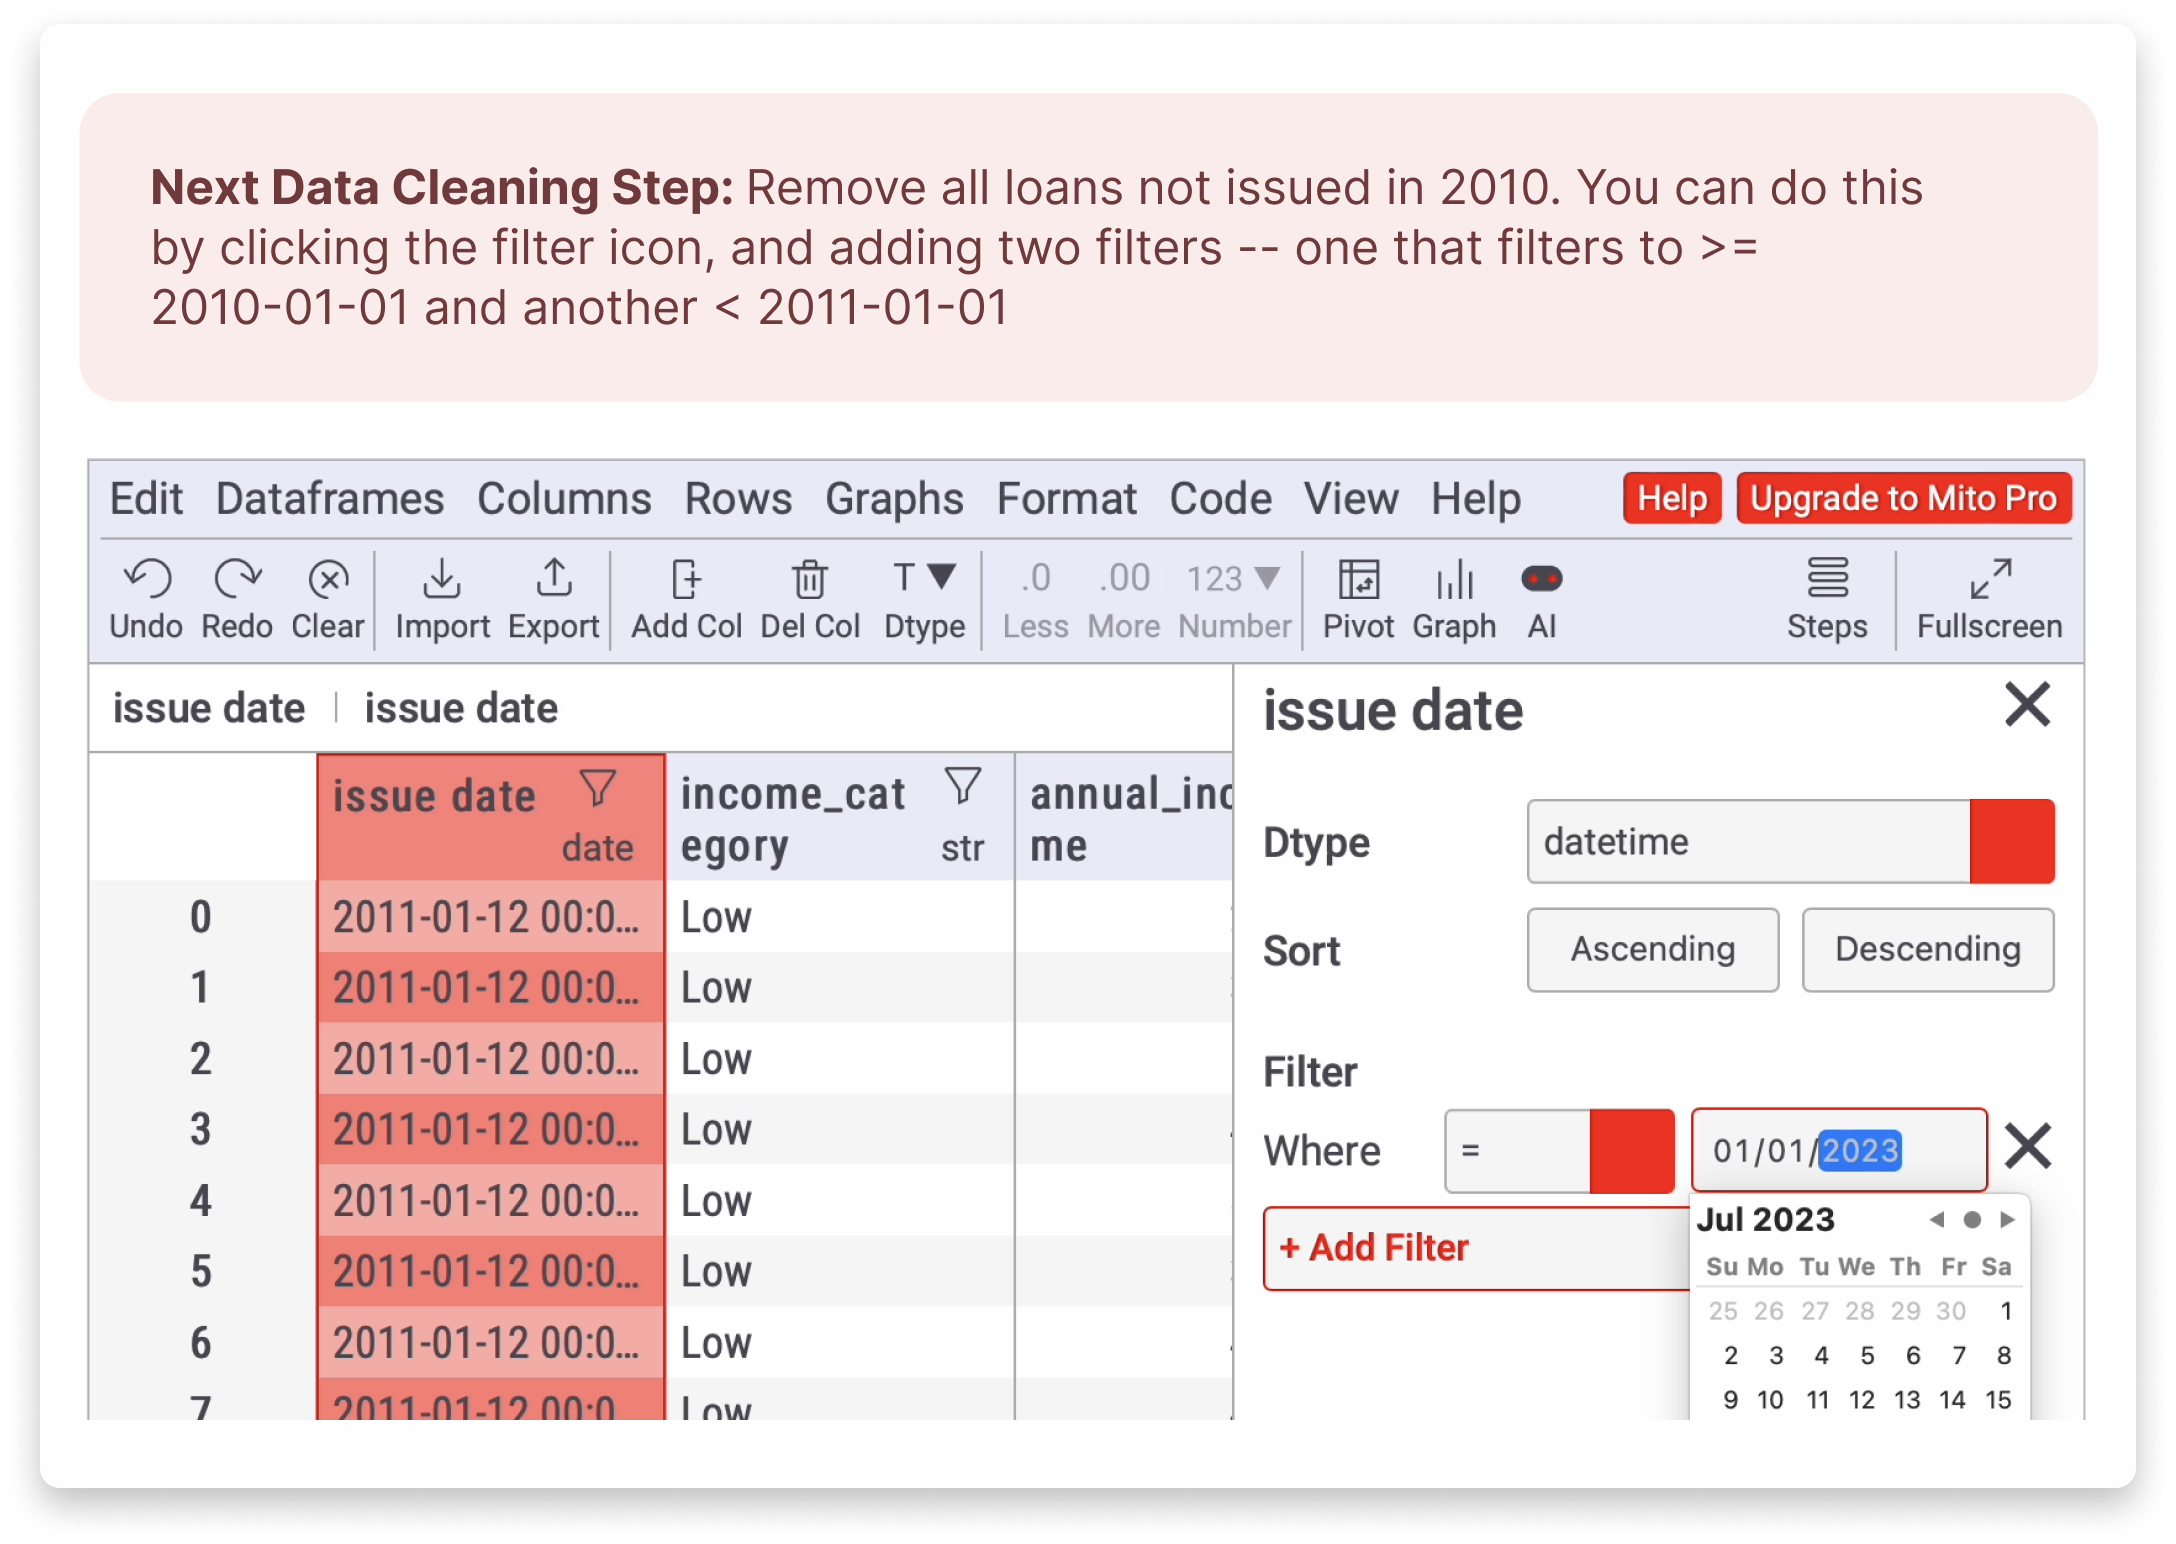 Next Data Cleaning Step: Remove all loans not issued in 2010. You can do this
by clicking the filter icon, and adding two filters -- one that filters to >=
2010-01-01 and another < 2011-01-01
Edit Dataframes Columns Rows Graphs Format Code View Help Help Upgrade to Mito Pro
T .0 .00 123
Undo Redo Clear Import Export Add Col Del Col Dtype Less More Number Pivot Graph AI Steps Fullscreen
issue date issue date
issue date income_cat annual_inc
date egory str me
0 2011-01-12 00:0... Low
1 2011-01-12 00:0... Low
2 2011-01-12 00:0... Low
3 2011-01-12 00:0... Low
4 2011-01-12 00:0... Low
5 2011-01-12 00:0... Low
6 2011-01-12 00:0... Low
7 2011-01-12 00:0 Low
issue date
Dtype datetime
Sort Ascending Descending
Filter
Where = 01/01/2023
+ Add Filter
Jul 2023
Su Mo Tu We Th Fr Sa
25 26 27 28 29 30 1
2 3 4 5 6 7 8
9 10 11 12 13 14 15